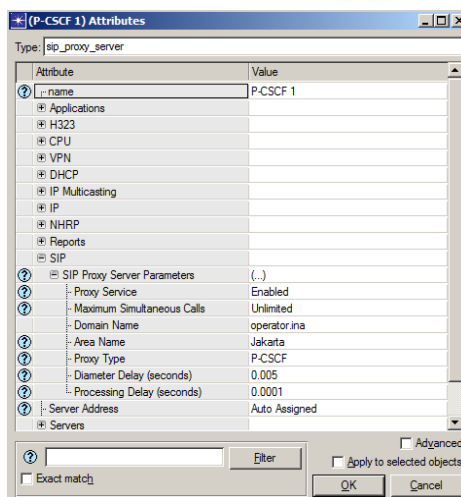 (P-CSCF 1) Attributes
Type: sip_proxy_server
Attribute Value
name P-CSCF 1
Applications
H323
CPU
VPN
DHCP
IP Multicasting
IP
NHRP
Reports
SIP
SIP Proxy Server Parameters (...)
Proxy Service Enabled
Maximum Simultaneous Calls Unlimited
Domain Name operator.ina
Area Name Jakarta
Proxy Type P-CSCF
Diameter Delay (seconds) 0.005
Processing Delay (seconds) 0.0001
Server Address Auto Assigned
Servers
Advanced
Filter
Apply to selected objects
Exact match
OK Cancel